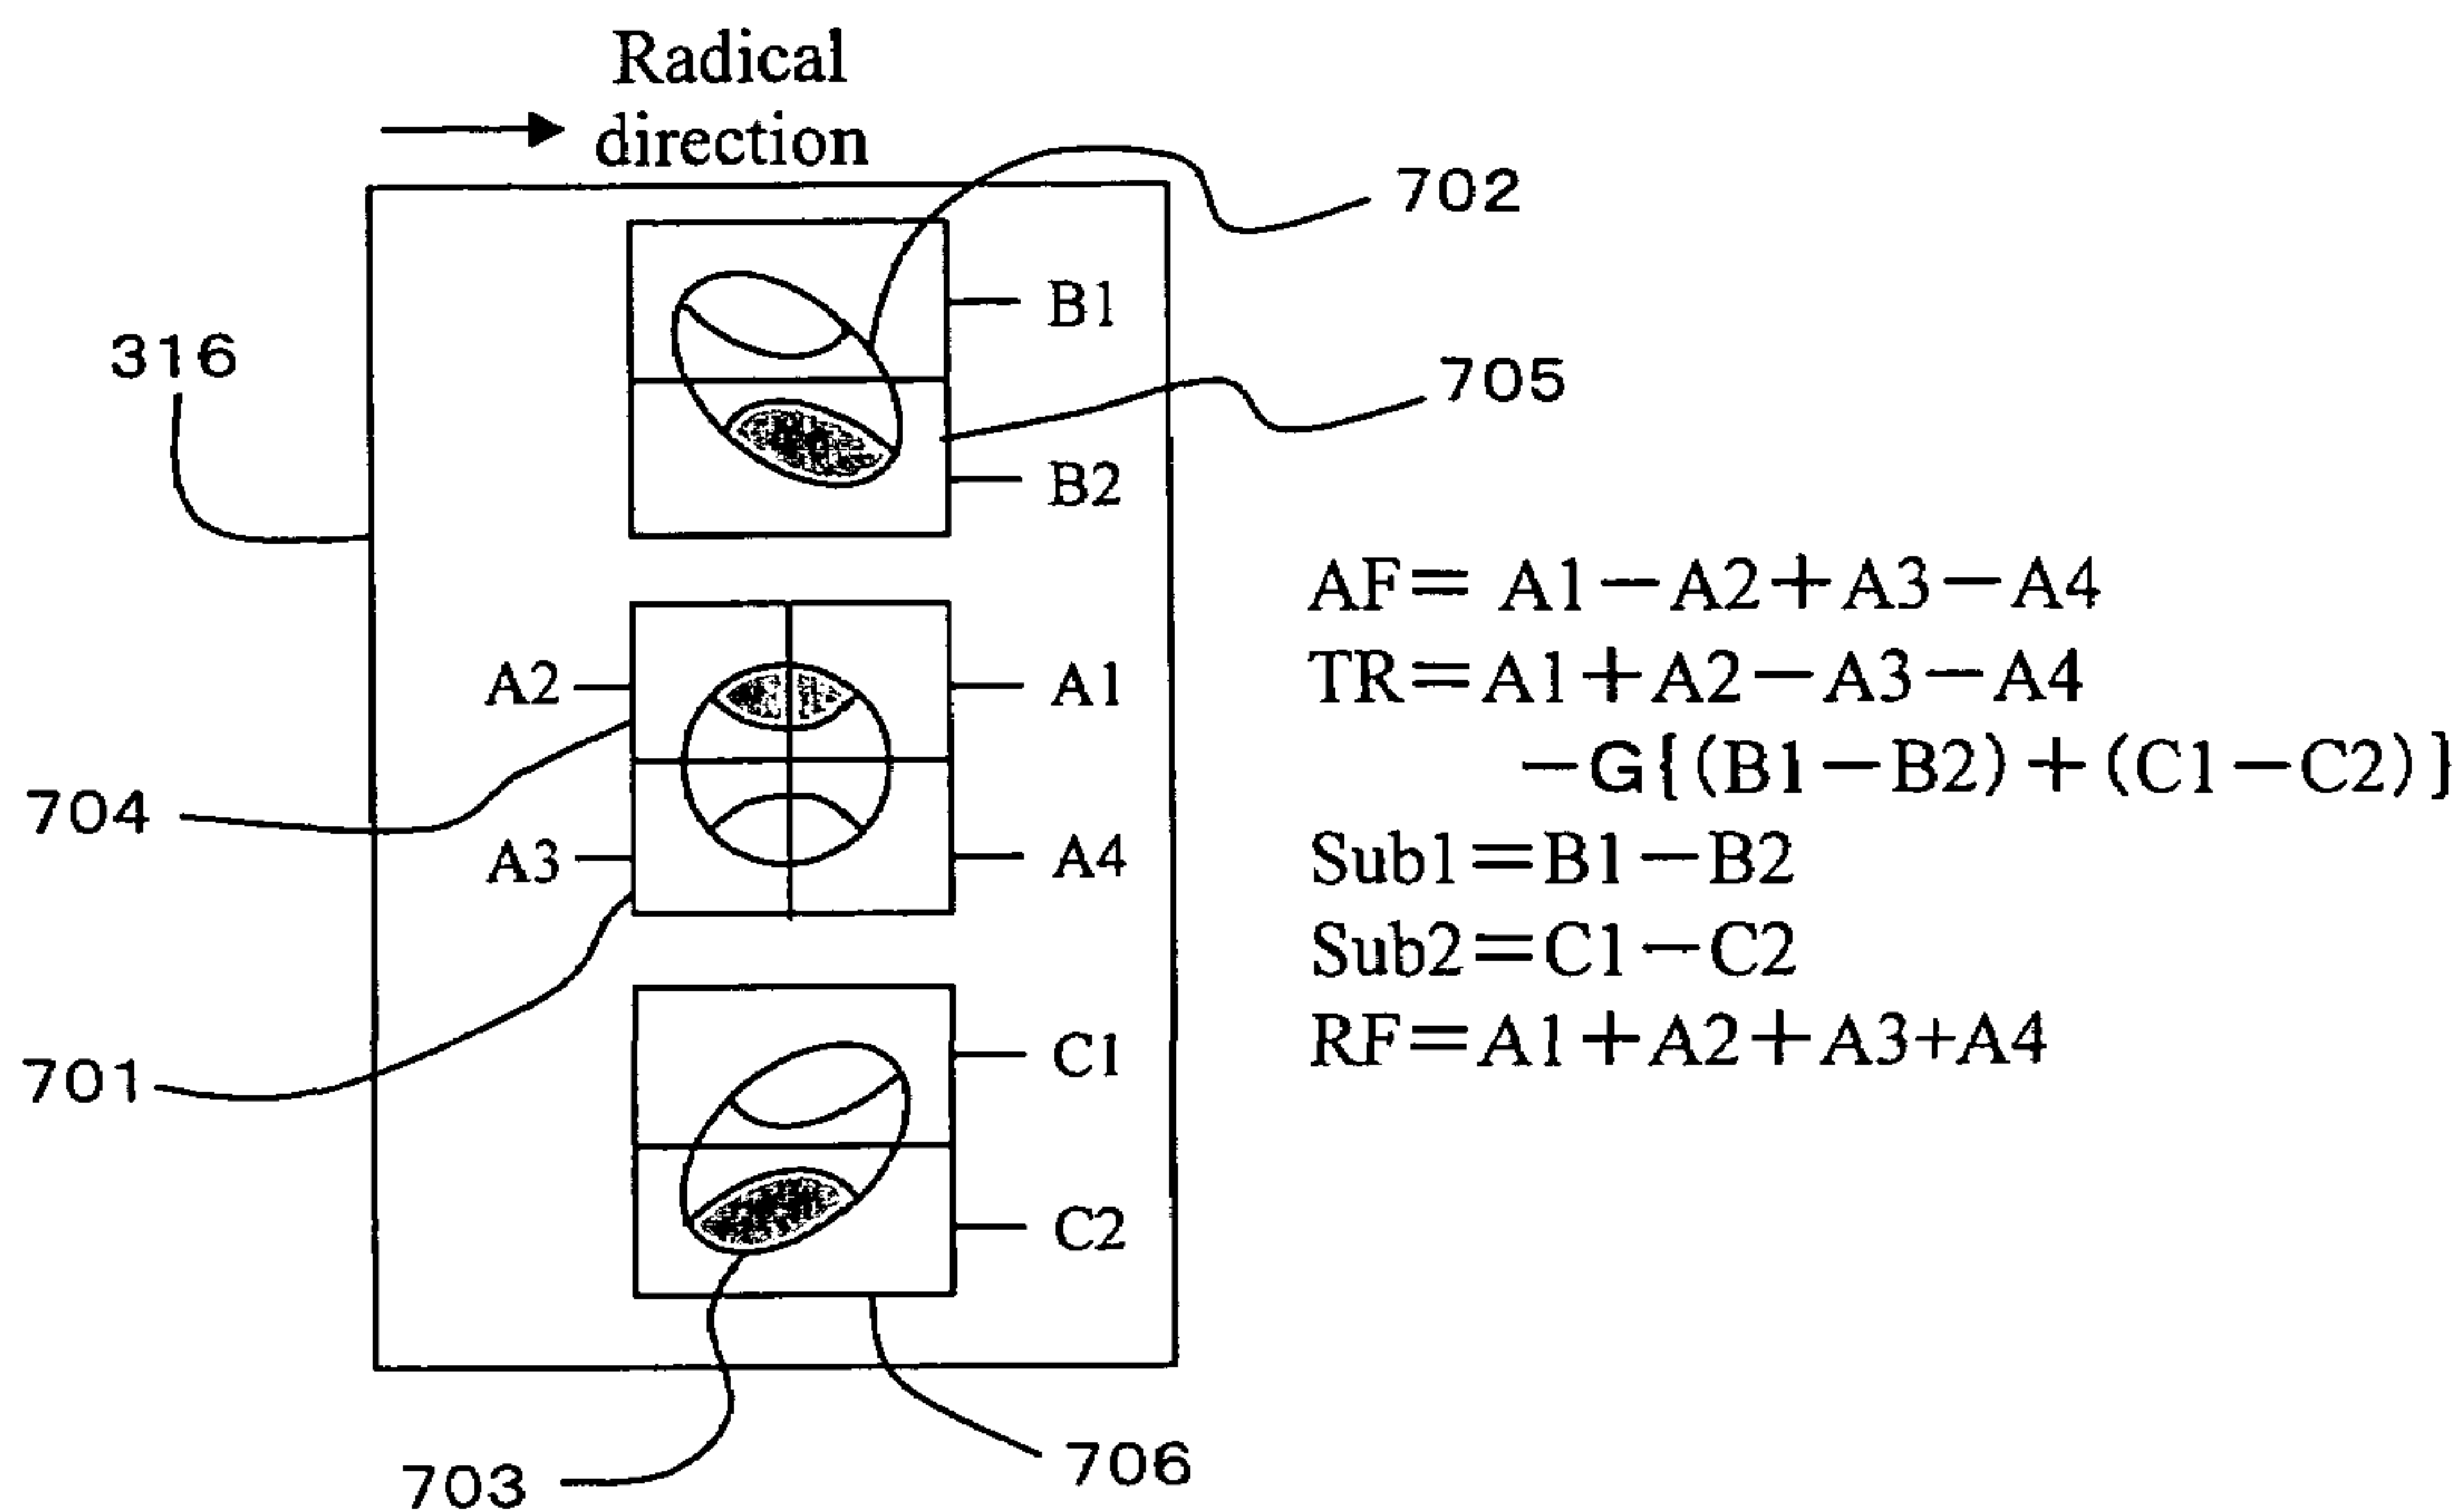 Radical
direction
702
B1
316
705
B2
AF= A1−A2+A3−A4
A2
A1
TR=A1+A2−A3−A4
−G{(B1−B2)+(C1−C2)}
704
A3
A4
Sub1=B1−B2
Sub2=C1−C2
701
C1
RF=A1+A2+A3+A4
C2
703
706